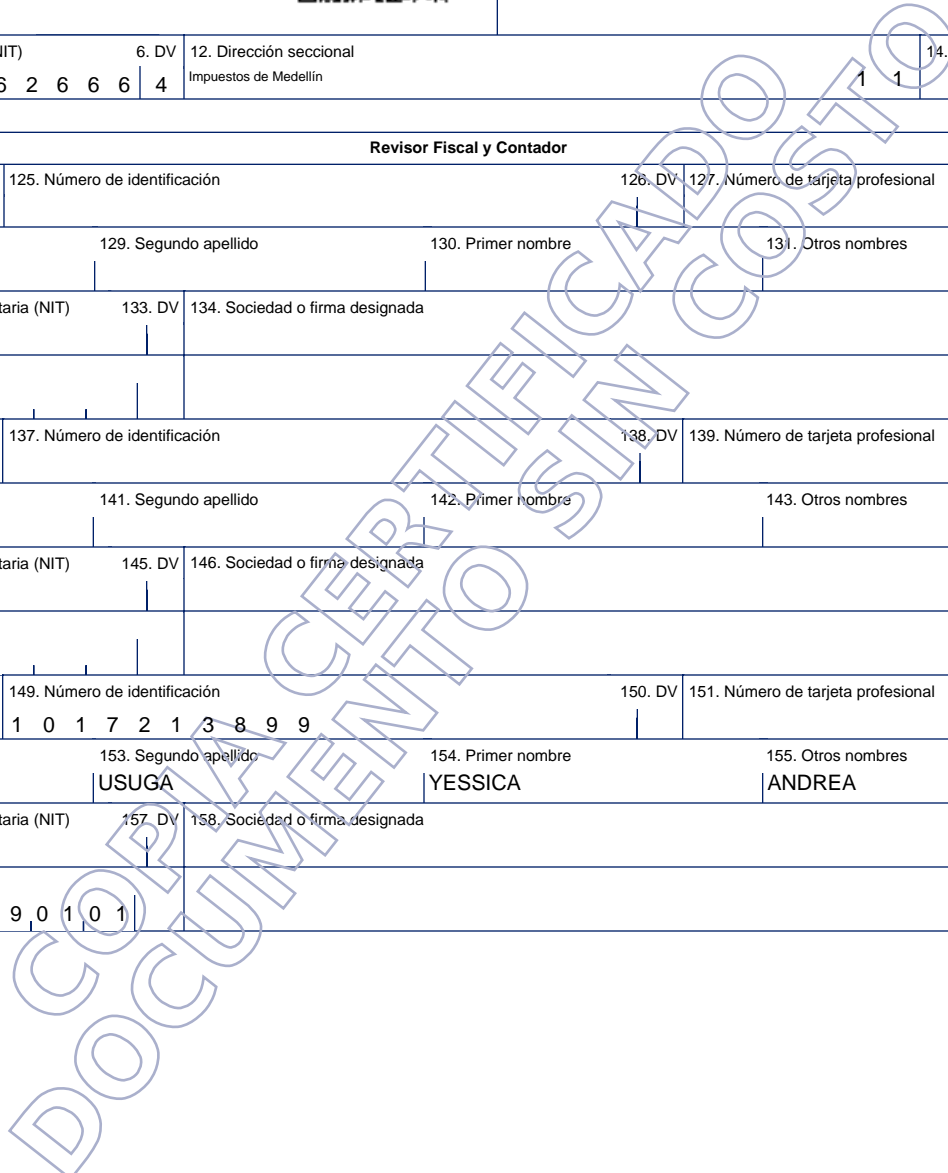 NIT) 6. DV 12. Dirección seccional 14.
6 2 6 6 6 4 Impuestos de Medellín 1 1
Revisor Fiscal y Contador
125. Número de identificación 126. DV 127. Número de tarjeta profesional
129. Segundo apellido 130. Primer nombre 131. Otros nombres
taria (NIT) 133. DV 134. Sociedad o firma designada
137. Número de identificación 138. DV 139. Número de tarjeta profesional
141. Segundo apellido 142. Primer nombre 143. Otros nombres
taria (NIT) 145. DV 146. Sociedad o firma designada
149. Número de identificación 150. DV 151. Número de tarjeta profesional
1 0 1 7 2 1 3 8 9 9
153. Segundo apellido 154. Primer nombre 155. Otros nombres
USUGA YESSICA ANDREA
taria (NIT) 157. DV 158. Sociedad o firma designada
9 0 1 0 1
COPIA CERTIFICADO
DOCUMENTO SIN COSTO